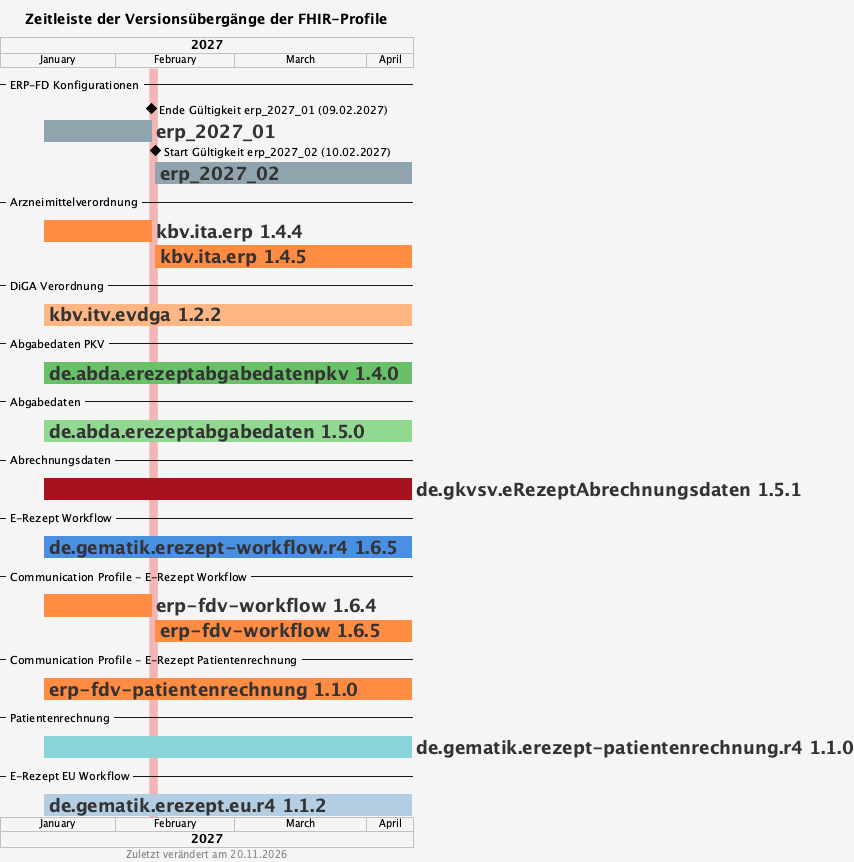 Zeitleiste der Versionsübergänge der FHIR-Profile
2027
January February March April
ERP-FD Konfigurationen
Ende Gültigkeit erp_2027_01 (09.02.2027)
erp_2027_01
Start Gültigkeit erp_2027_02 (10.02.2027)
erp_2027_02
Arzneimittelverordnung
kbv.ita.erp 1.4.4
kbv.ita.erp 1.4.5
DiGA Verordnung
kbv.itv.evdga 1.2.2
Abgabedaten PKV
de.abda.erezeptabgabedatenpkv 1.4.0
Abgabedaten
de.abda.erezeptabgabedaten 1.5.0
Abrechnungsdaten
de.gkvsv.eRezeptAbrechnungsdaten 1.5.1
E-Rezept Workflow
de.gematik.erezept-workflow.r4 1.6.5
Communication Profile - E-Rezept Workflow
erp-fdv-workflow 1.6.4
erp-fdv-workflow 1.6.5
Communication Profile - E-Rezept Patientenrechnung
erp-fdv-patientenrechnung 1.1.0
Patientenrechnung
de.gematik.erezept-patientenrechnung.r4 1.1.0
E-Rezept EU Workflow
de.gematik.erezept.eu.r4 1.1.2
January February March April
2027
Zuletzt verändert am 20.11.2026